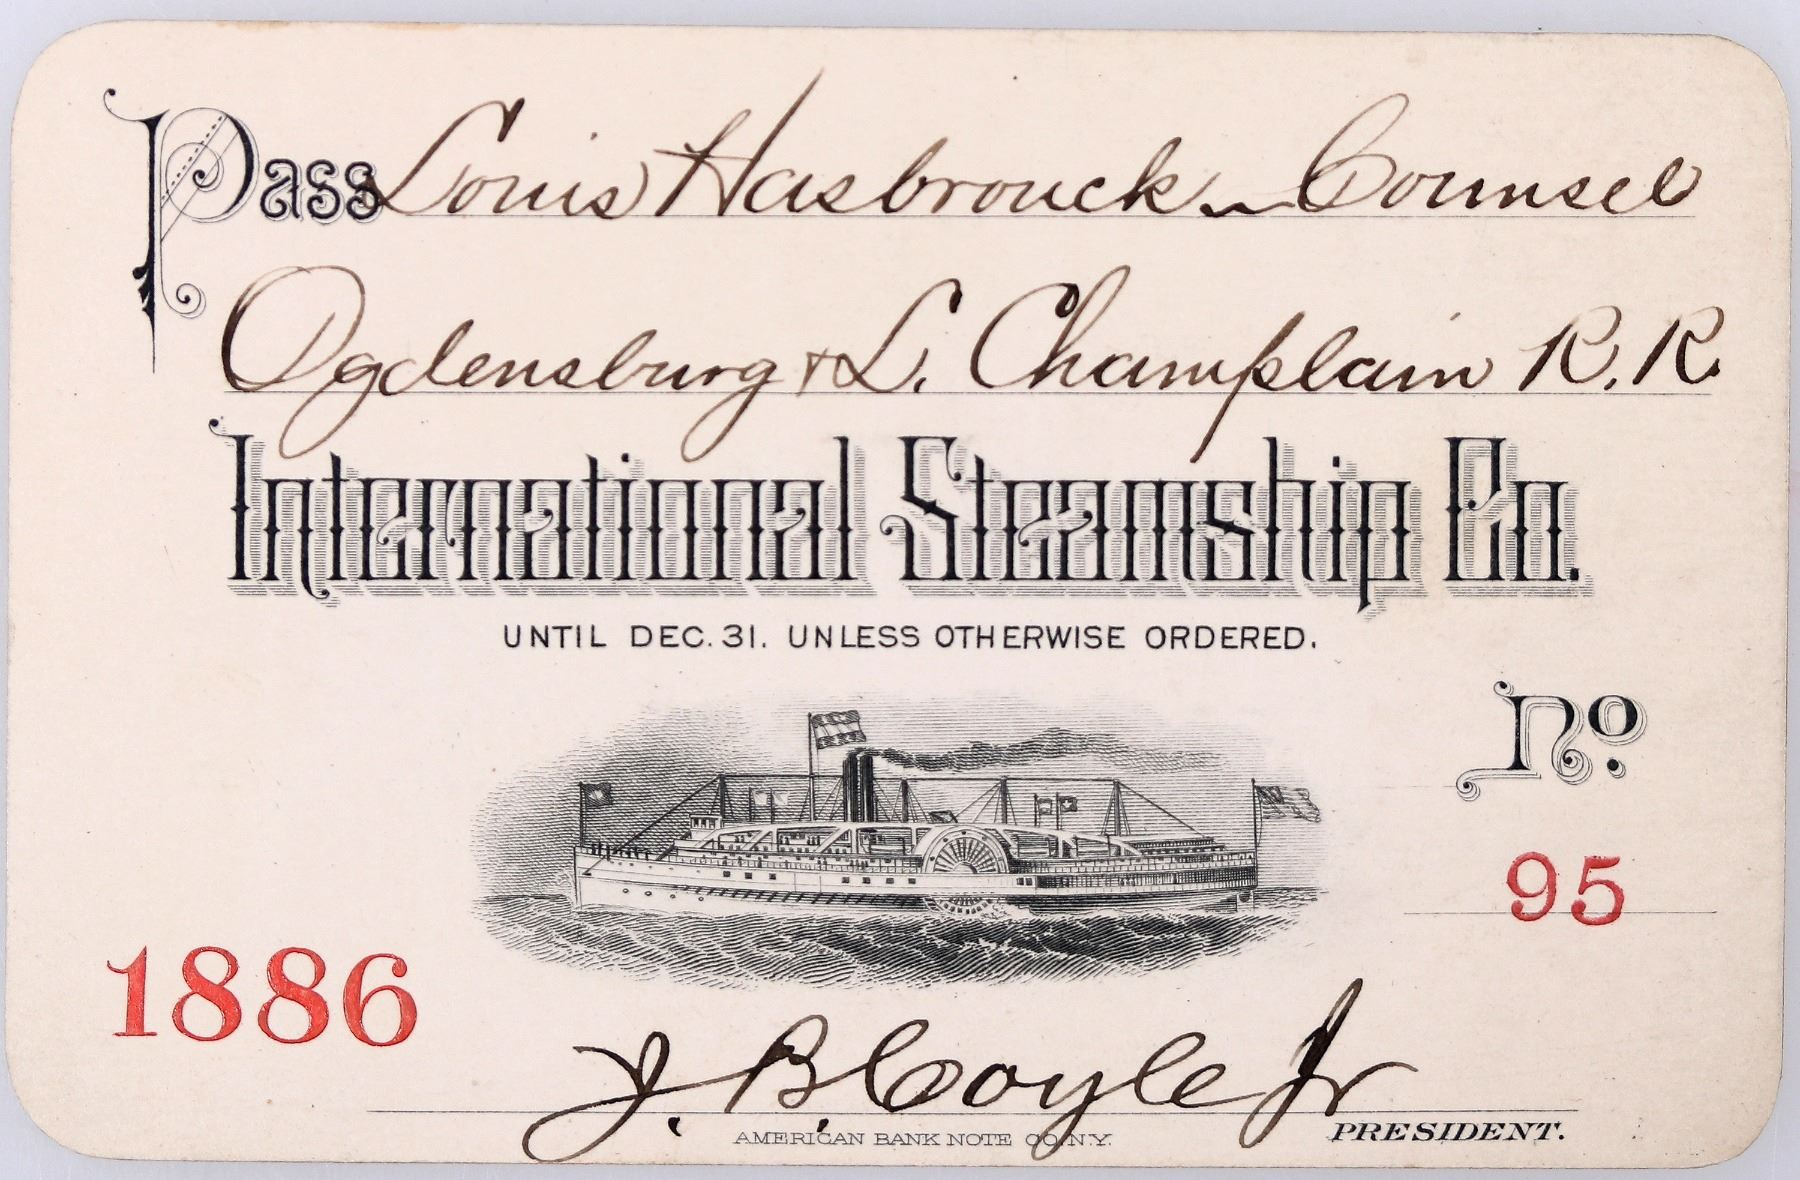 Pass Louis Hasbrouck ~ Counsel
Ogdensburg & L. Champlain R. R.
International Steamship Co.
UNTIL DEC. 31. UNLESS OTHERWISE ORDERED.
No.
95
1886
J. B. Coyle Jr
AMERICAN BANK NOTE CO. N.Y.
PRESIDENT.